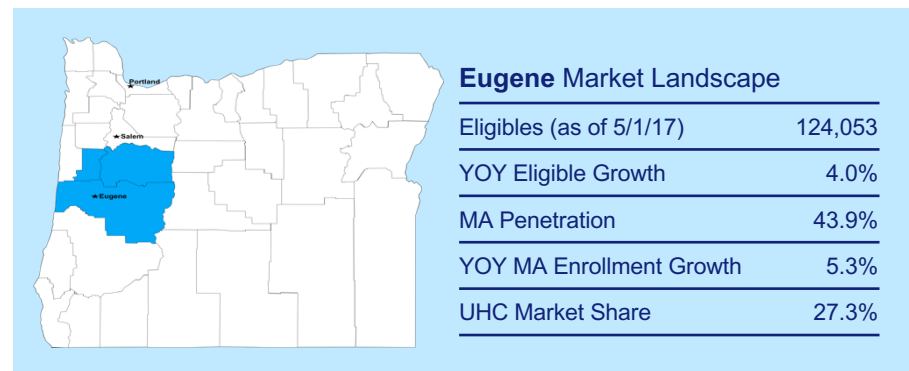 Portland
Salem
Eugene
Eugene Market Landscape
Eligibles (as of 5/1/17) 124,053
YOY Eligible Growth 4.0%
MA Penetration 43.9%
YOY MA Enrollment Growth 5.3%
UHC Market Share 27.3%